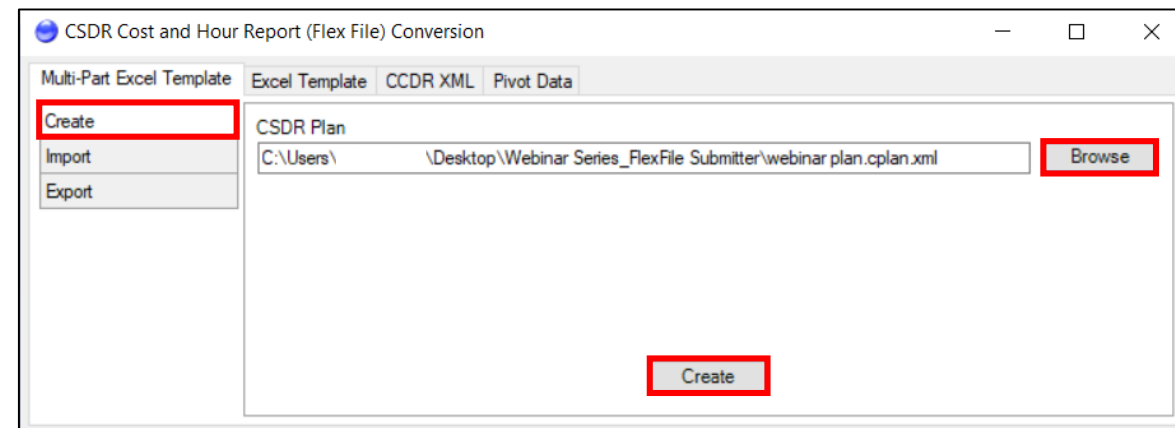 CSDR Cost and Hour Report (Flex File) Conversion
Multi-Part Excel Template Excel Template CCDR XML Pivot Data
Create
Import
Export
CSDR Plan
C:\Users\ \Desktop\Webinar Series_FlexFile Submitter\webinar plan.cplan.xml Browse
Create